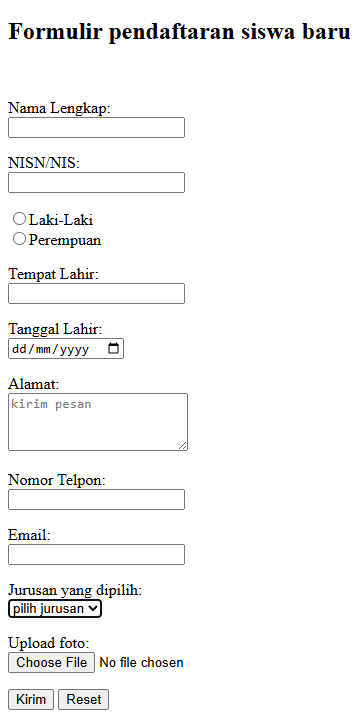 Formulir pendaftaran siswa baru
Nama Lengkap:
NISN/NIS:
Laki-Laki
Perempuan
Tempat Lahir:
Tanggal Lahir:
dd/mm/yyyy
Alamat:
kirim pesan
Nomor Telpon:
Email:
Jurusan yang dipilih:
pilih jurusan
Upload foto:
Choose File No file chosen
Kirim Reset